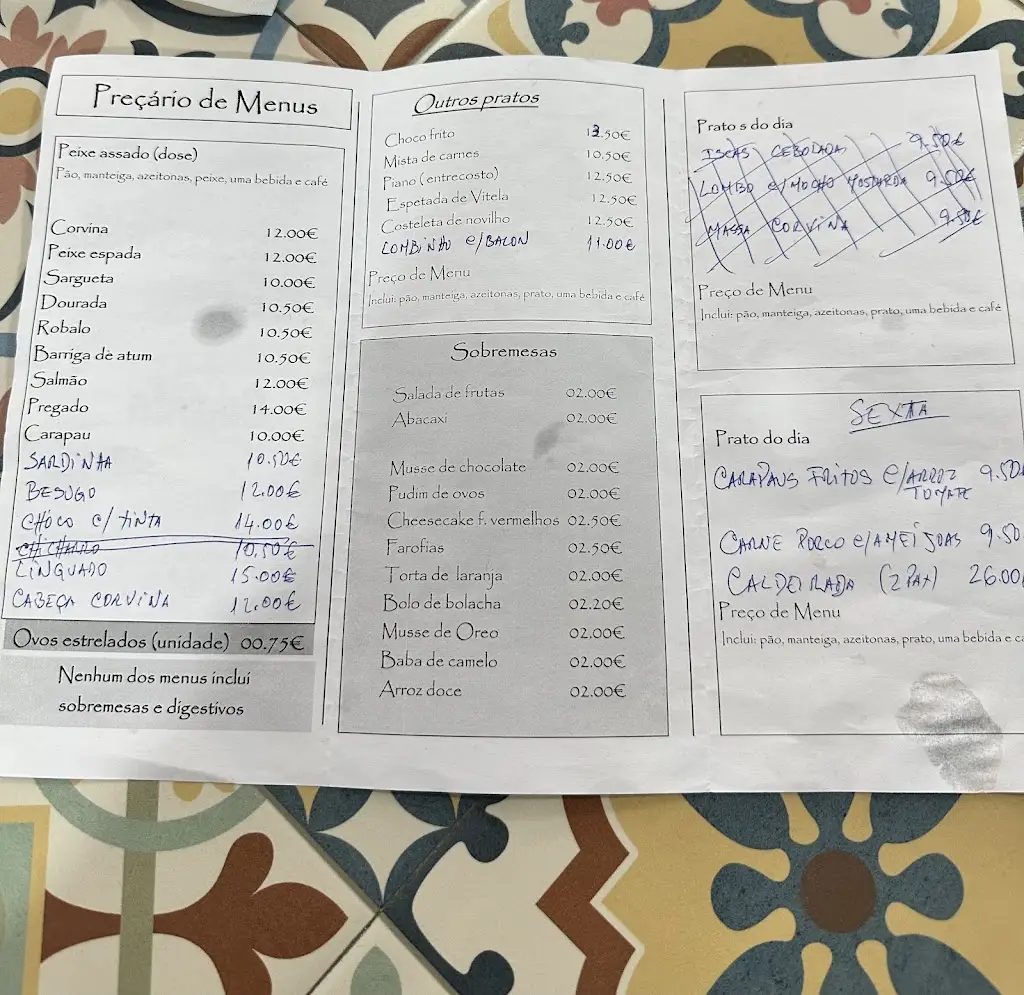 Preçário de Menus
Peixe assado (dose)
Pão, manteiga, azeitonas, peixe, uma bebida e café
Corvina 12.00€
Peixe espada 12.00€
Sargueta 10.00€
Dourada 10.50€
Robalo 10.50€
Barriga de atum 10.50€
Salmão 12.00€
Pregado 14.00€
Carapau 10.00€
SARDINHA 10.50€
BESUGO 12.00€
CHOCO C/ TINTA 14.00€
CHICHARRO 10.50€
LINGUADO 15.00€
CABEÇA CORVINA 12.00€
Ovos estrelados (unidade) 00.75€
Nenhum dos menus inclui
sobremesas e digestivos
Outros pratos
Choco frito 13.50€
Mista de carnes 10.50€
Piano (entrecosto) 12.50€
Espetada de Vitela 12.50€
Costeleta de novilho 12.50€
LOMBINHO C/BACON 11.00€
Preço de Menu
Inclui: pão, manteiga, azeitonas, prato, uma bebida e café
Sobremesas
Salada de frutas 02.00€
Abacaxi 02.00€
Musse de chocolate 02.00€
Pudim de ovos 02.00€
Cheesecake f. vermelhos 02.50€
Farofias 02.50€
Torta de laranja 02.00€
Bolo de bolacha 02.20€
Musse de Oreo 02.00€
Baba de camelo 02.00€
Arroz doce 02.00€
Prato s do dia
ISCAS CEBOLADA 9.50€
LOMBO C/MOLHO MOSTARDA 9.50€
MASSA CORVINA 9.50€
Preço de Menu
Inclui: pão, manteiga, azeitonas, prato, uma bebida e café
SEXTA
Prato do dia
CARAPAUS FRITOS C/ARROZ 9.50
TOMATE
CARNE PORCO C/AMEIJOAS 9.50
CALDEIRADA (2 PAX) 26.00
Preço de Menu
Inclui: pão, manteiga, azeitonas, prato, uma bebida e ca